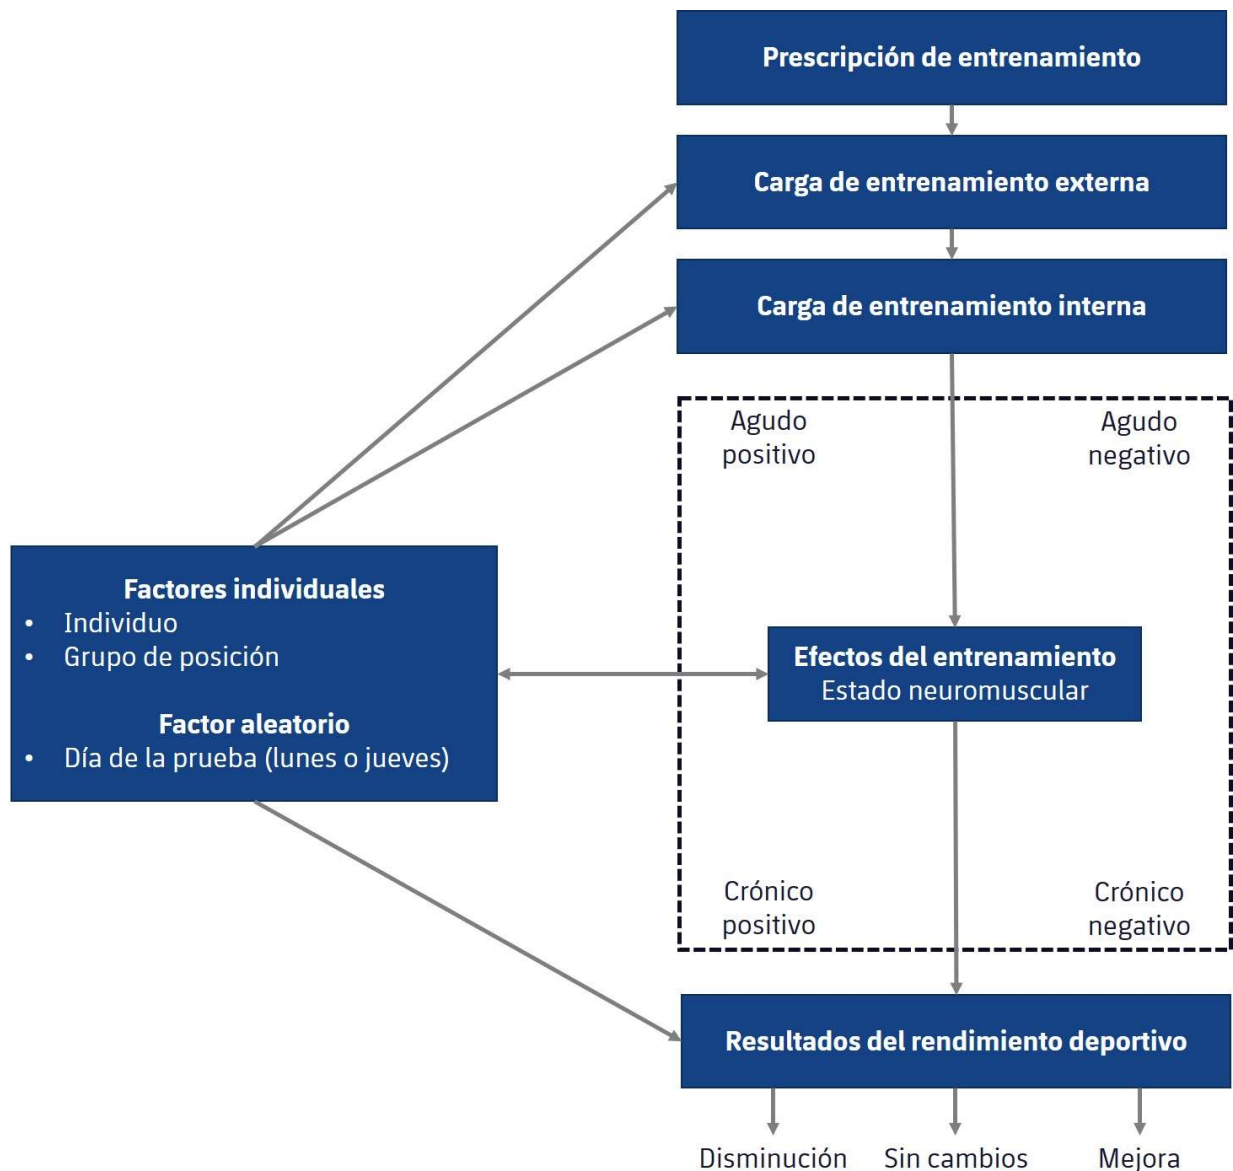 Prescripción de entrenamiento
Carga de entrenamiento externa
Carga de entrenamiento interna
Agudo
positivo
Agudo
negativo
Factores individuales
• Individuo
• Grupo de posición
Factor aleatorio
• Día de la prueba (lunes o jueves)
Efectos del entrenamiento
Estado neuromuscular
Crónico
positivo
Crónico
negativo
Resultados del rendimiento deportivo
Disminución
Sin cambios
Mejora